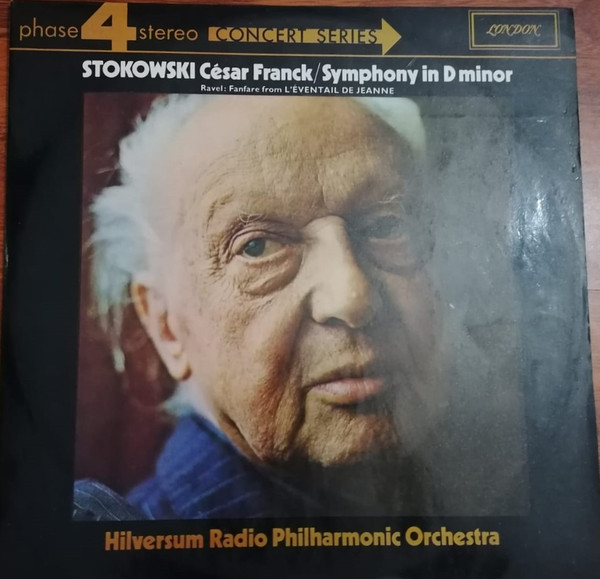 phase 4 stereo CONCERT SERIES
LONDON
STOKOWSKI César Franck/Symphony in D minor
Ravel: Fanfare from L'ÉVENTAIL DE JEANNE
Hilversum Radio Philharmonic Orchestra